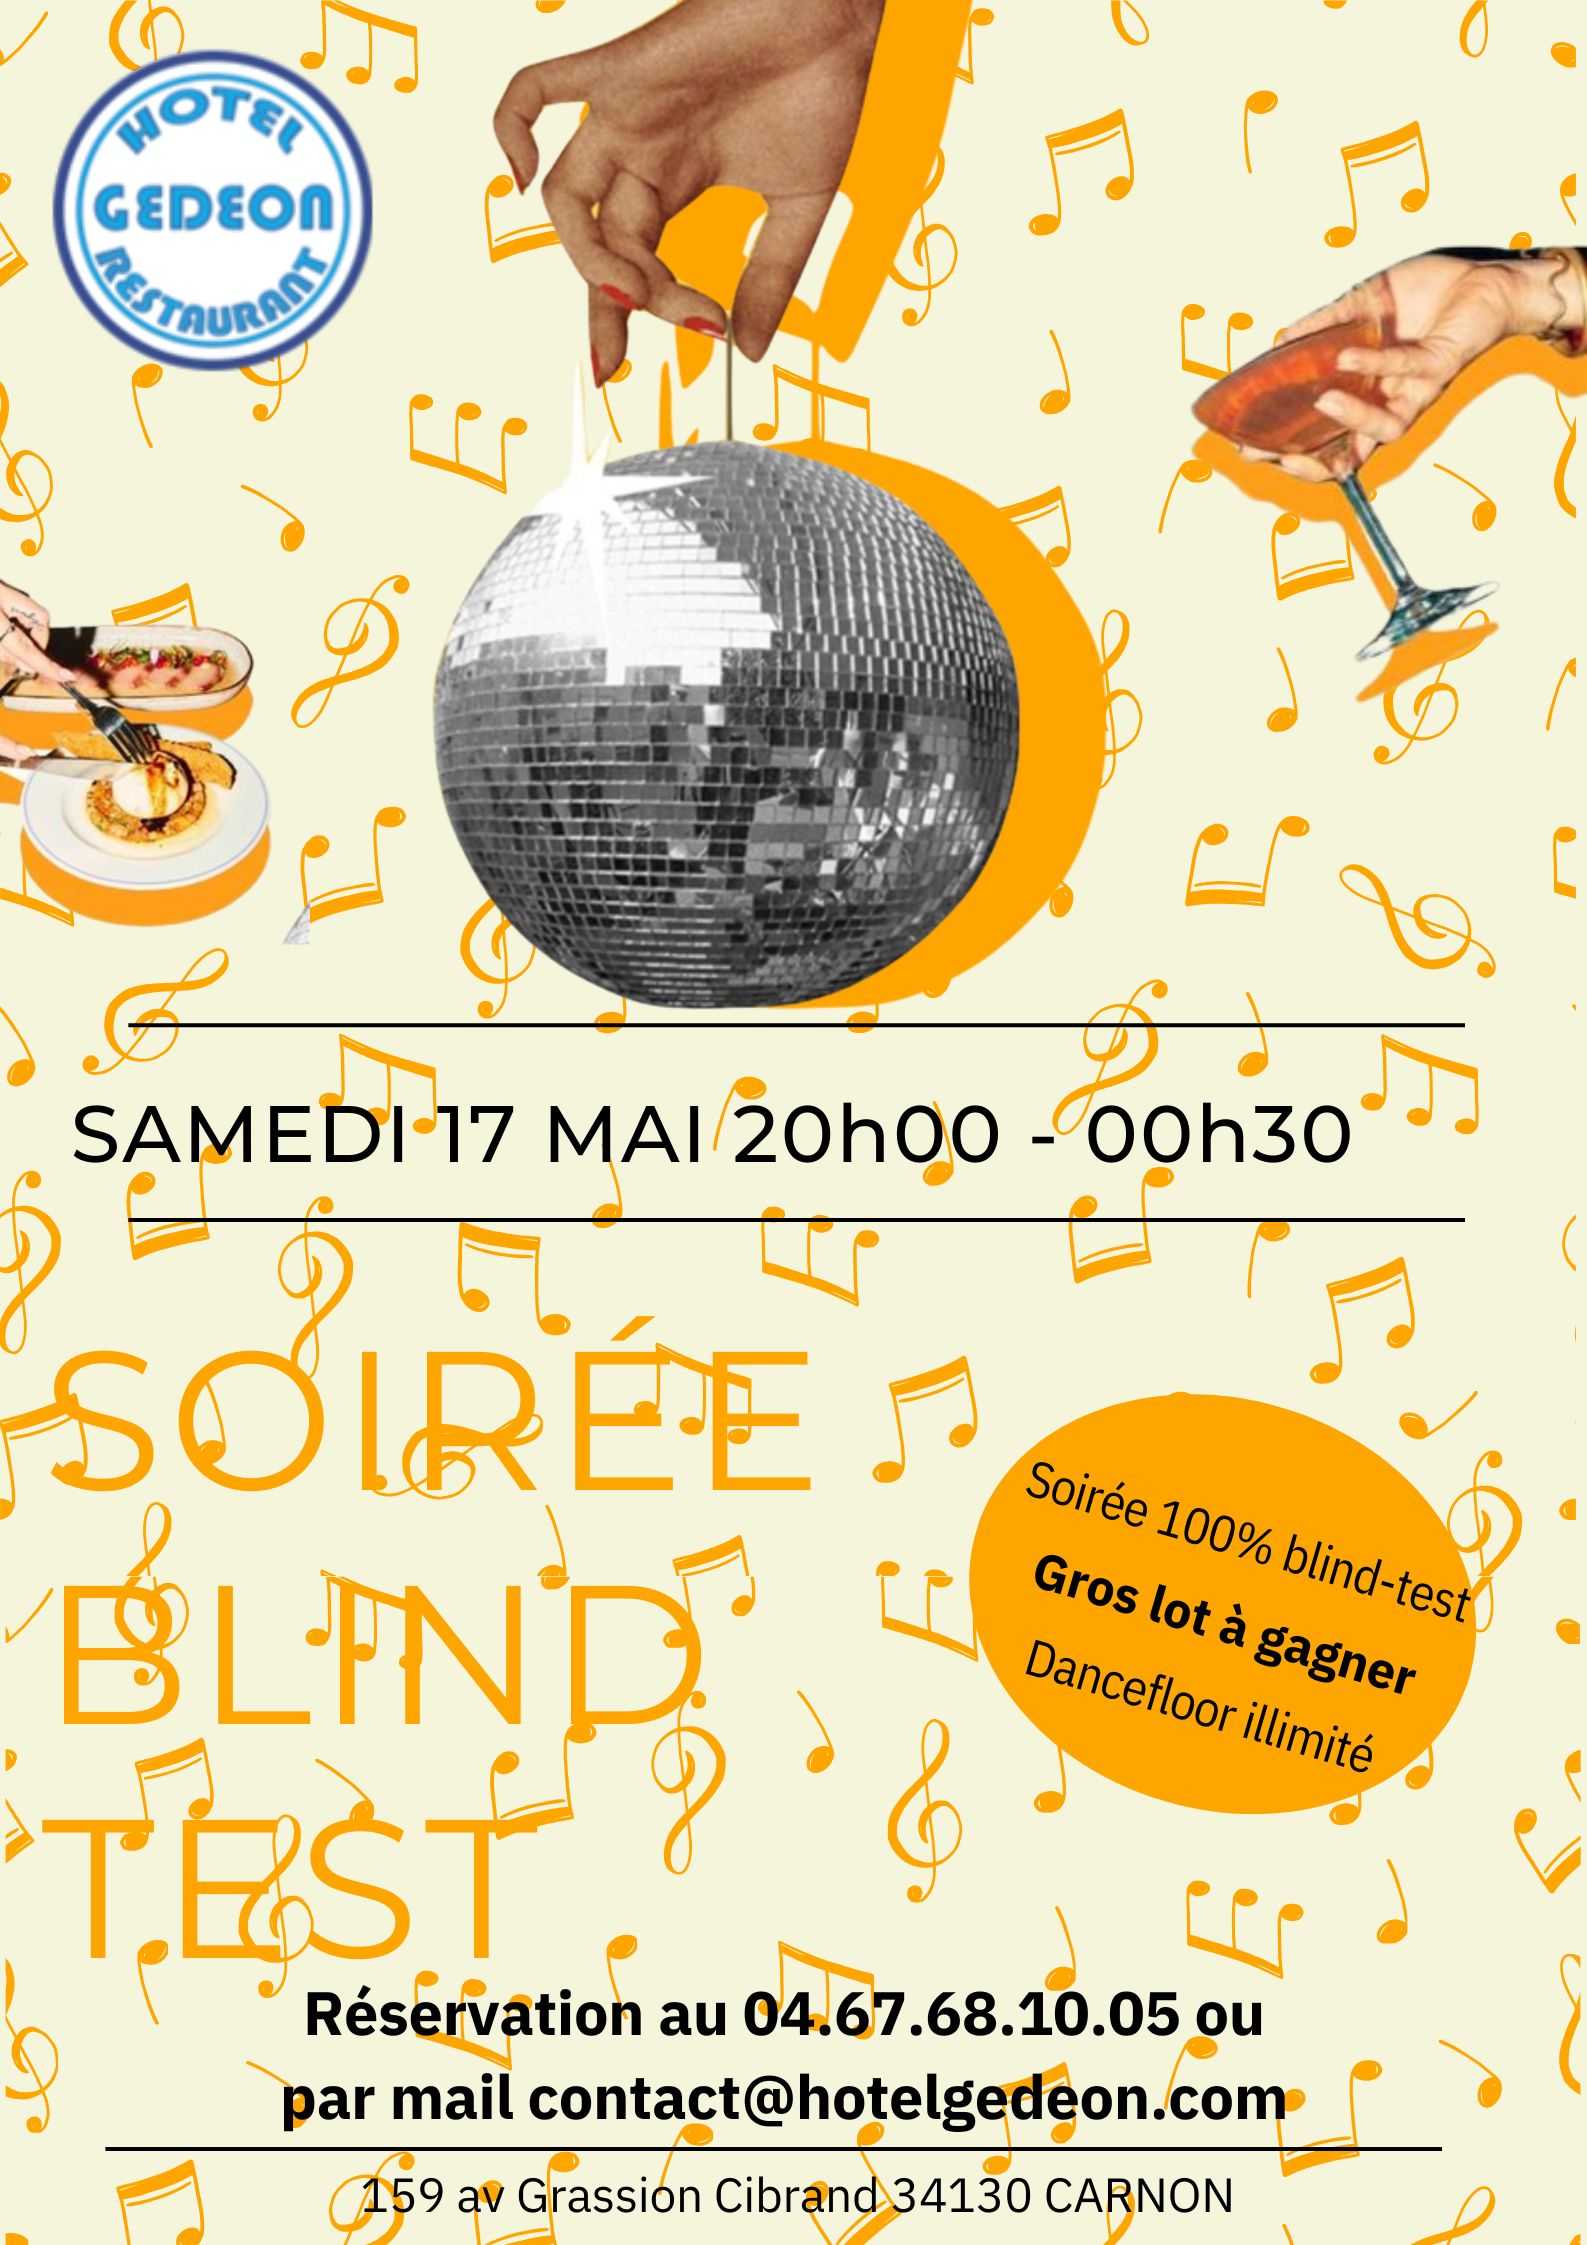 HOTEL
GEDEON
RESTAURANT
SAMEDI 17 MAI 20h00 - 00h30
SOIRÉE
BLIND
TEST
Soirée 100% blind-test
Gros lot à gagner
Dancefloor illimité
Réservation au 04.67.68.10.05 ou
par mail contact@hotelgedeon.com
159 av Grassion Cibrand 34130 CARNON